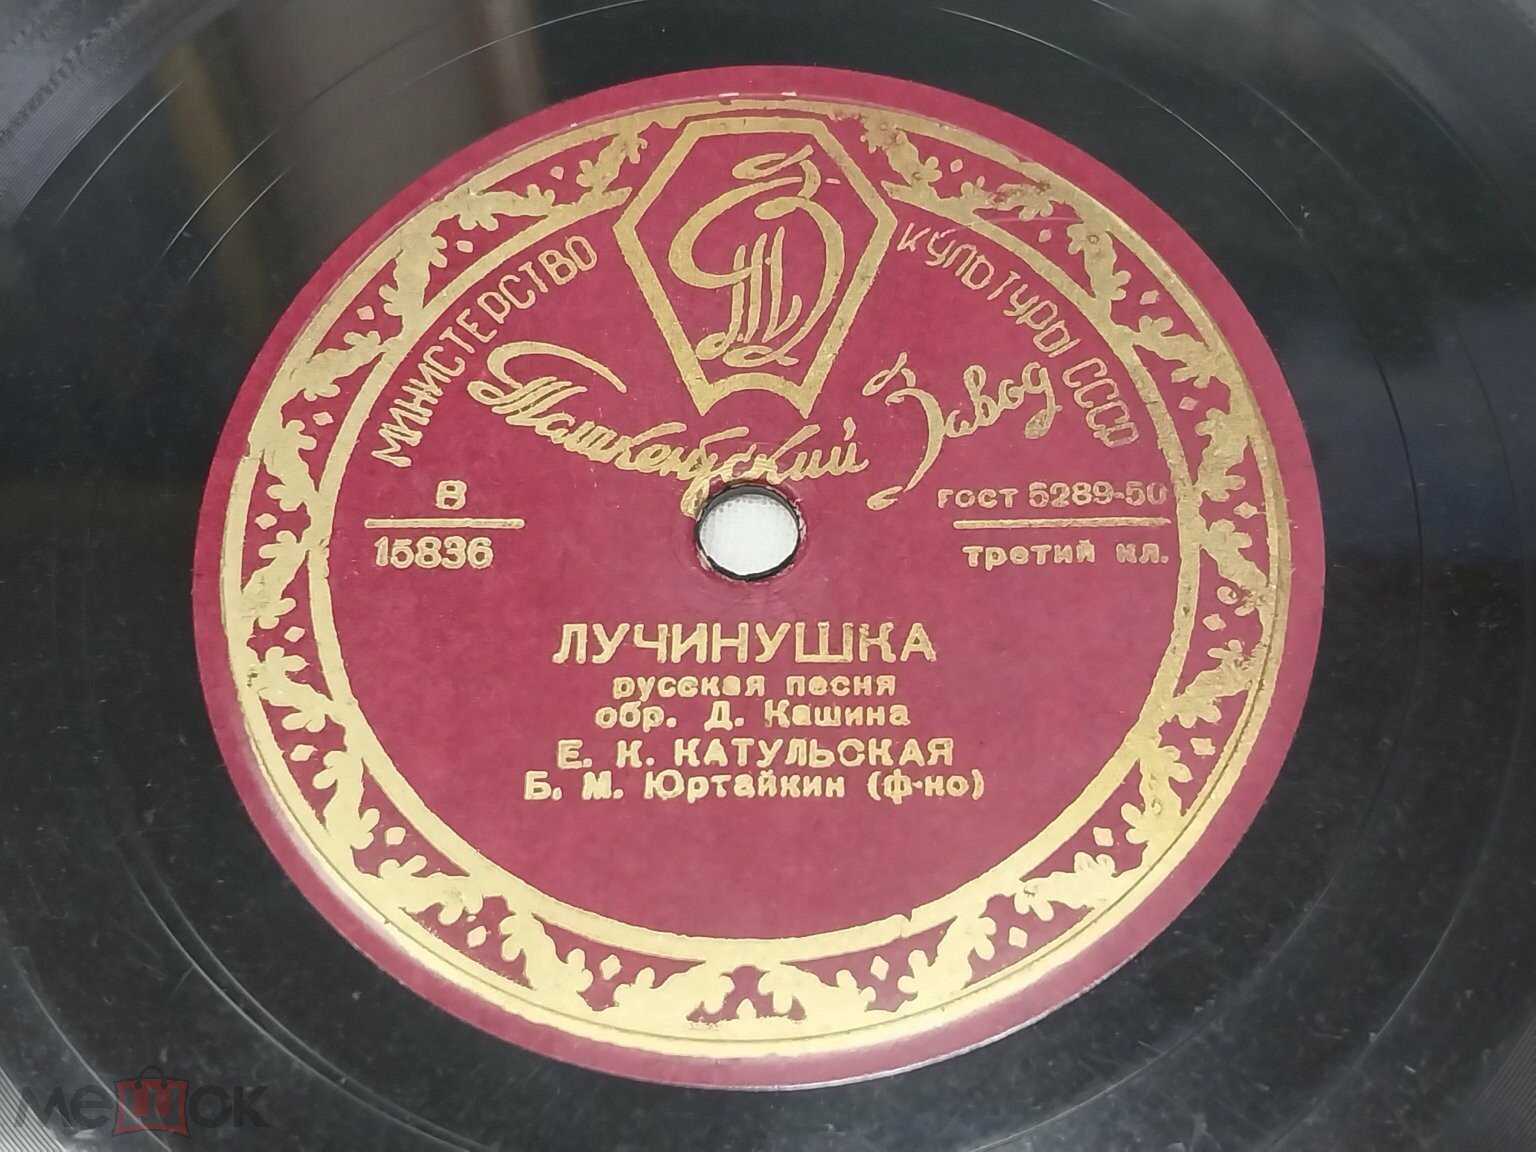 МИНИСТЕРСТВО КУЛЬТУРЫ СССР
Ташкентский Завод
В
15836
ГОСТ 5289-50
третий кл.
ЛУЧИНУШКА
русская песня
обр. Д. Кашина
Е. К. КАТУЛЬСКАЯ
Б. М. Юртайкин (ф-но)
мешок